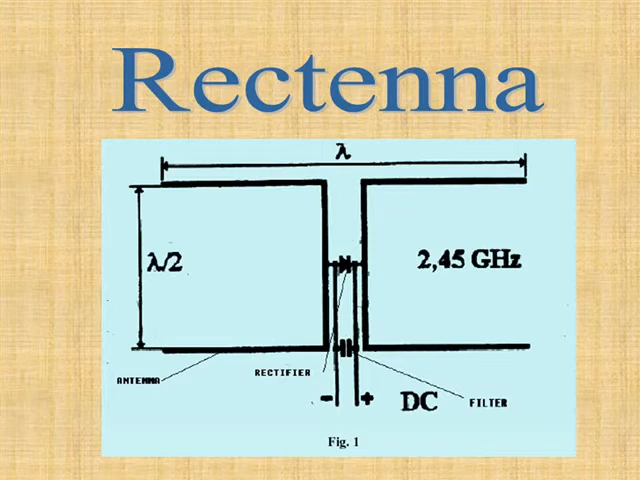 Rectenna
λ
λ/2
2,45 GHz
RECTIFIER
ANTENNA
- + DC
FILTER
Fig. 1